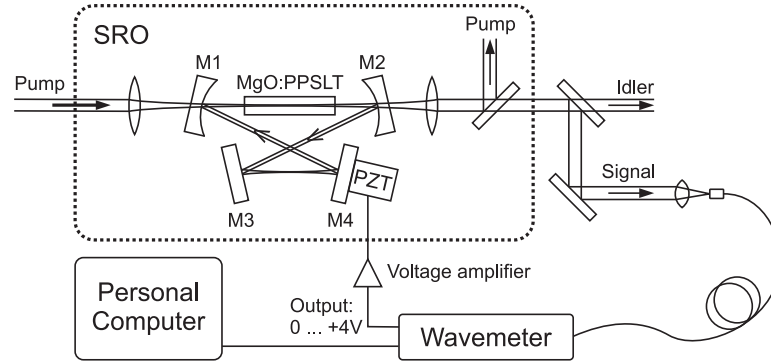 SRO
Pump
M1
M2
Pump
MgO:PPSLT
Idler
Signal
PZT
M3
M4
Voltage amplifier
Personal
Computer
Output:
0 ... +4V
Wavemeter